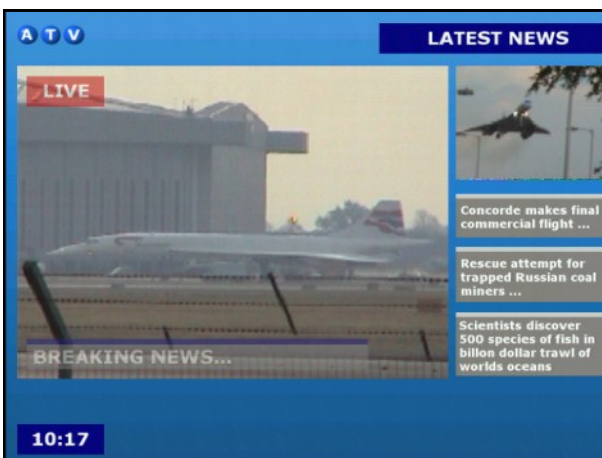 ATV
LATEST NEWS
LIVE
Concorde makes final
commercial flight ...
Rescue attempt for
trapped Russian coal
miners ...
Scientists discover
500 species of fish in
billon dollar trawl of
worlds oceans
BREAKING NEWS...
10:17